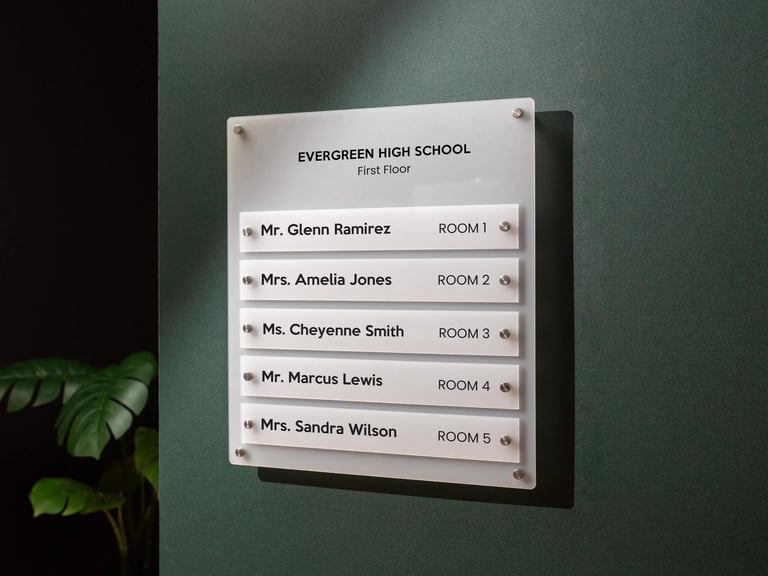 EVERGREEN HIGH SCHOOL
First Floor
Mr. Glenn Ramirez ROOM 1
Mrs. Amelia Jones ROOM 2
Ms. Cheyenne Smith ROOM 3
Mr. Marcus Lewis ROOM 4
Mrs. Sandra Wilson ROOM 5